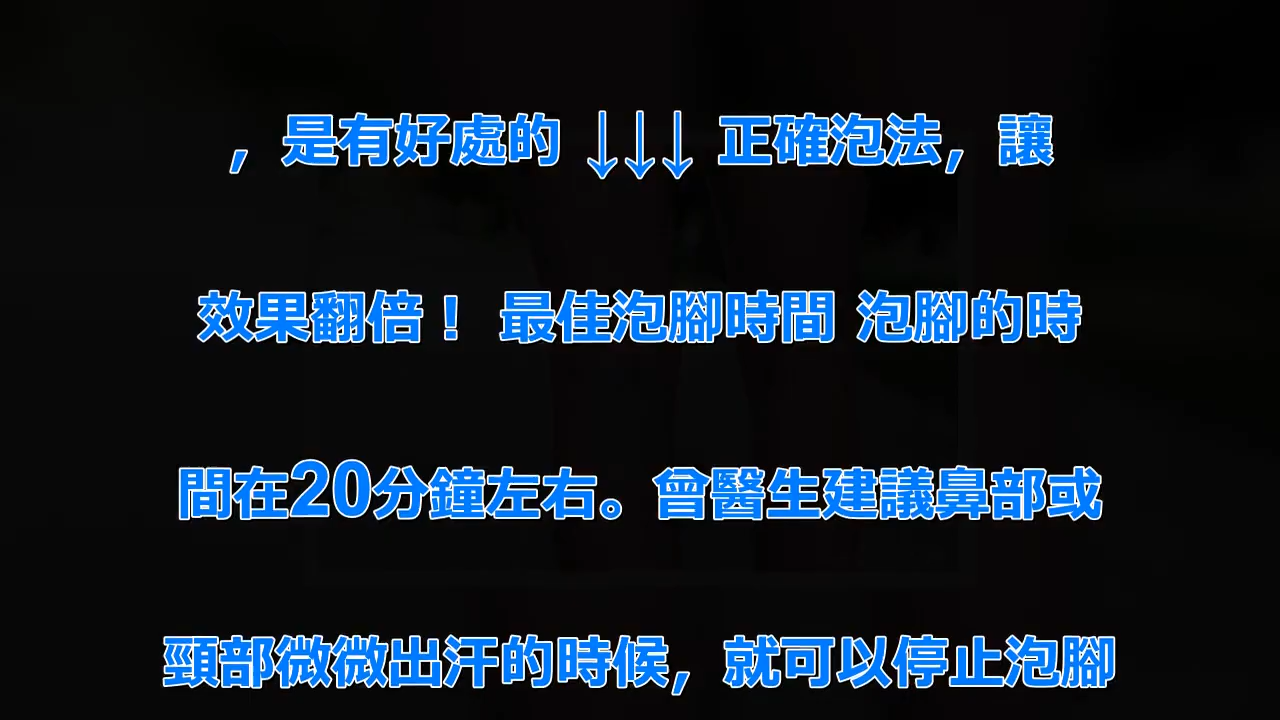 ，是有好處的 ↓↓↓ 正確泡法，讓
效果翻倍！ 最佳泡腳時間 泡腳的時
間在20分鐘左右。曾醫生建議鼻部或
頸部微微出汗的時候，就可以停止泡腳